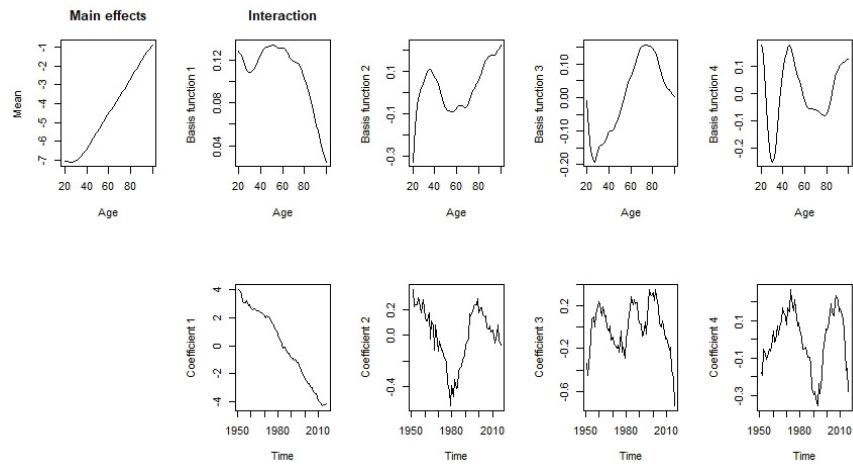 Main effects
Interaction
Mean
-7 -6 -5 -4 -3 -2 -1
20 40 60 80
Age
Basis function 1
0.04 0.08 0.12
20 40 60 80
Age
Basis function 2
-0.3 -0.1 0.1
20 40 60 80
Age
Basis function 3
-0.20 -0.10 0.00 0.10
20 40 60 80
Age
Basis function 4
-0.2 -0.1 0.0 0.1
20 40 60 80
Age
Coefficient 1
-4 -2 0 2 4
1950 1980 2010
Time
Coefficient 2
-0.4 0.0 0.2
1950 1980 2010
Time
Coefficient 3
-0.6 -0.2 0.2
1950 1980 2010
Time
Coefficient 4
-0.3 -0.1 0.1
1950 1980 2010
Time